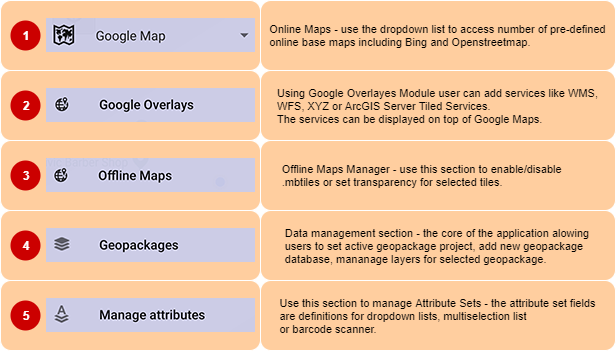 1
Google Map
Online Maps - use the dropdown list to access number of pre-defined
online base maps including Bing and Openstreetmap.
2
Google Overlays
Using Google Overlayes Module user can add services like WMS,
WFS, XYZ or ArcGIS Server Tiled Services.
The services can be displayed on top of Google Maps.
3
Offline Maps
Offline Maps Manager - use this section to enable/disable
.mbtiles or set transparency for selected tiles.
4
Geopackages
Data management section - the core of the application alowing
users to set active geopackage project, add new geopackage
database, mananage layers for selected geopackage.
5
Manage attributes
Use this section to manage Attribute Sets - the attribute set fields
are definitions for dropdown lists, multiselection list
or barcode scanner.